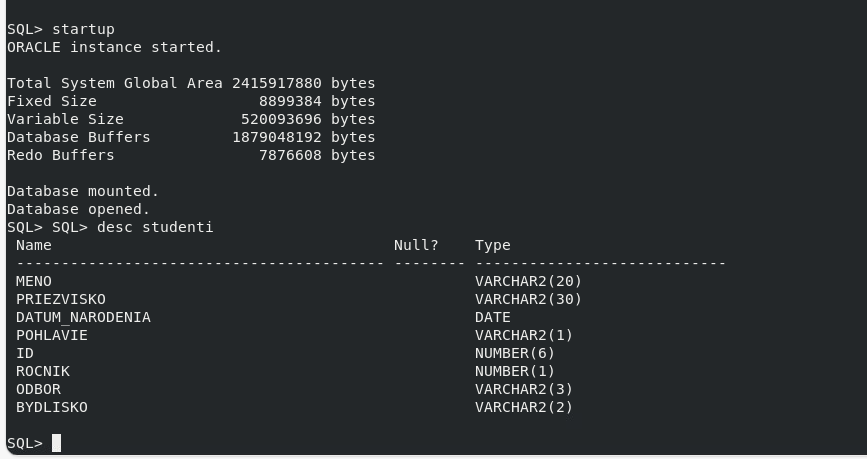 SQL> startup
ORACLE instance started.
Total System Global Area 2415917880 bytes
Fixed Size                  8899384 bytes
Variable Size             520093696 bytes
Database Buffers         1879048192 bytes
Redo Buffers                7876608 bytes
Database mounted.
Database opened.
SQL> SQL> desc studenti
 Name                                      Null?    Type
 ----------------------------------------- -------- ----------------------------
 MENO                                               VARCHAR2(20)
 PRIEZVISKO                                         VARCHAR2(30)
 DATUM_NARODENIA                                    DATE
 POHLAVIE                                           VARCHAR2(1)
 ID                                                 NUMBER(6)
 ROCNIK                                             NUMBER(1)
 ODBOR                                              VARCHAR2(3)
 BYDLISKO                                           VARCHAR2(2)
SQL>